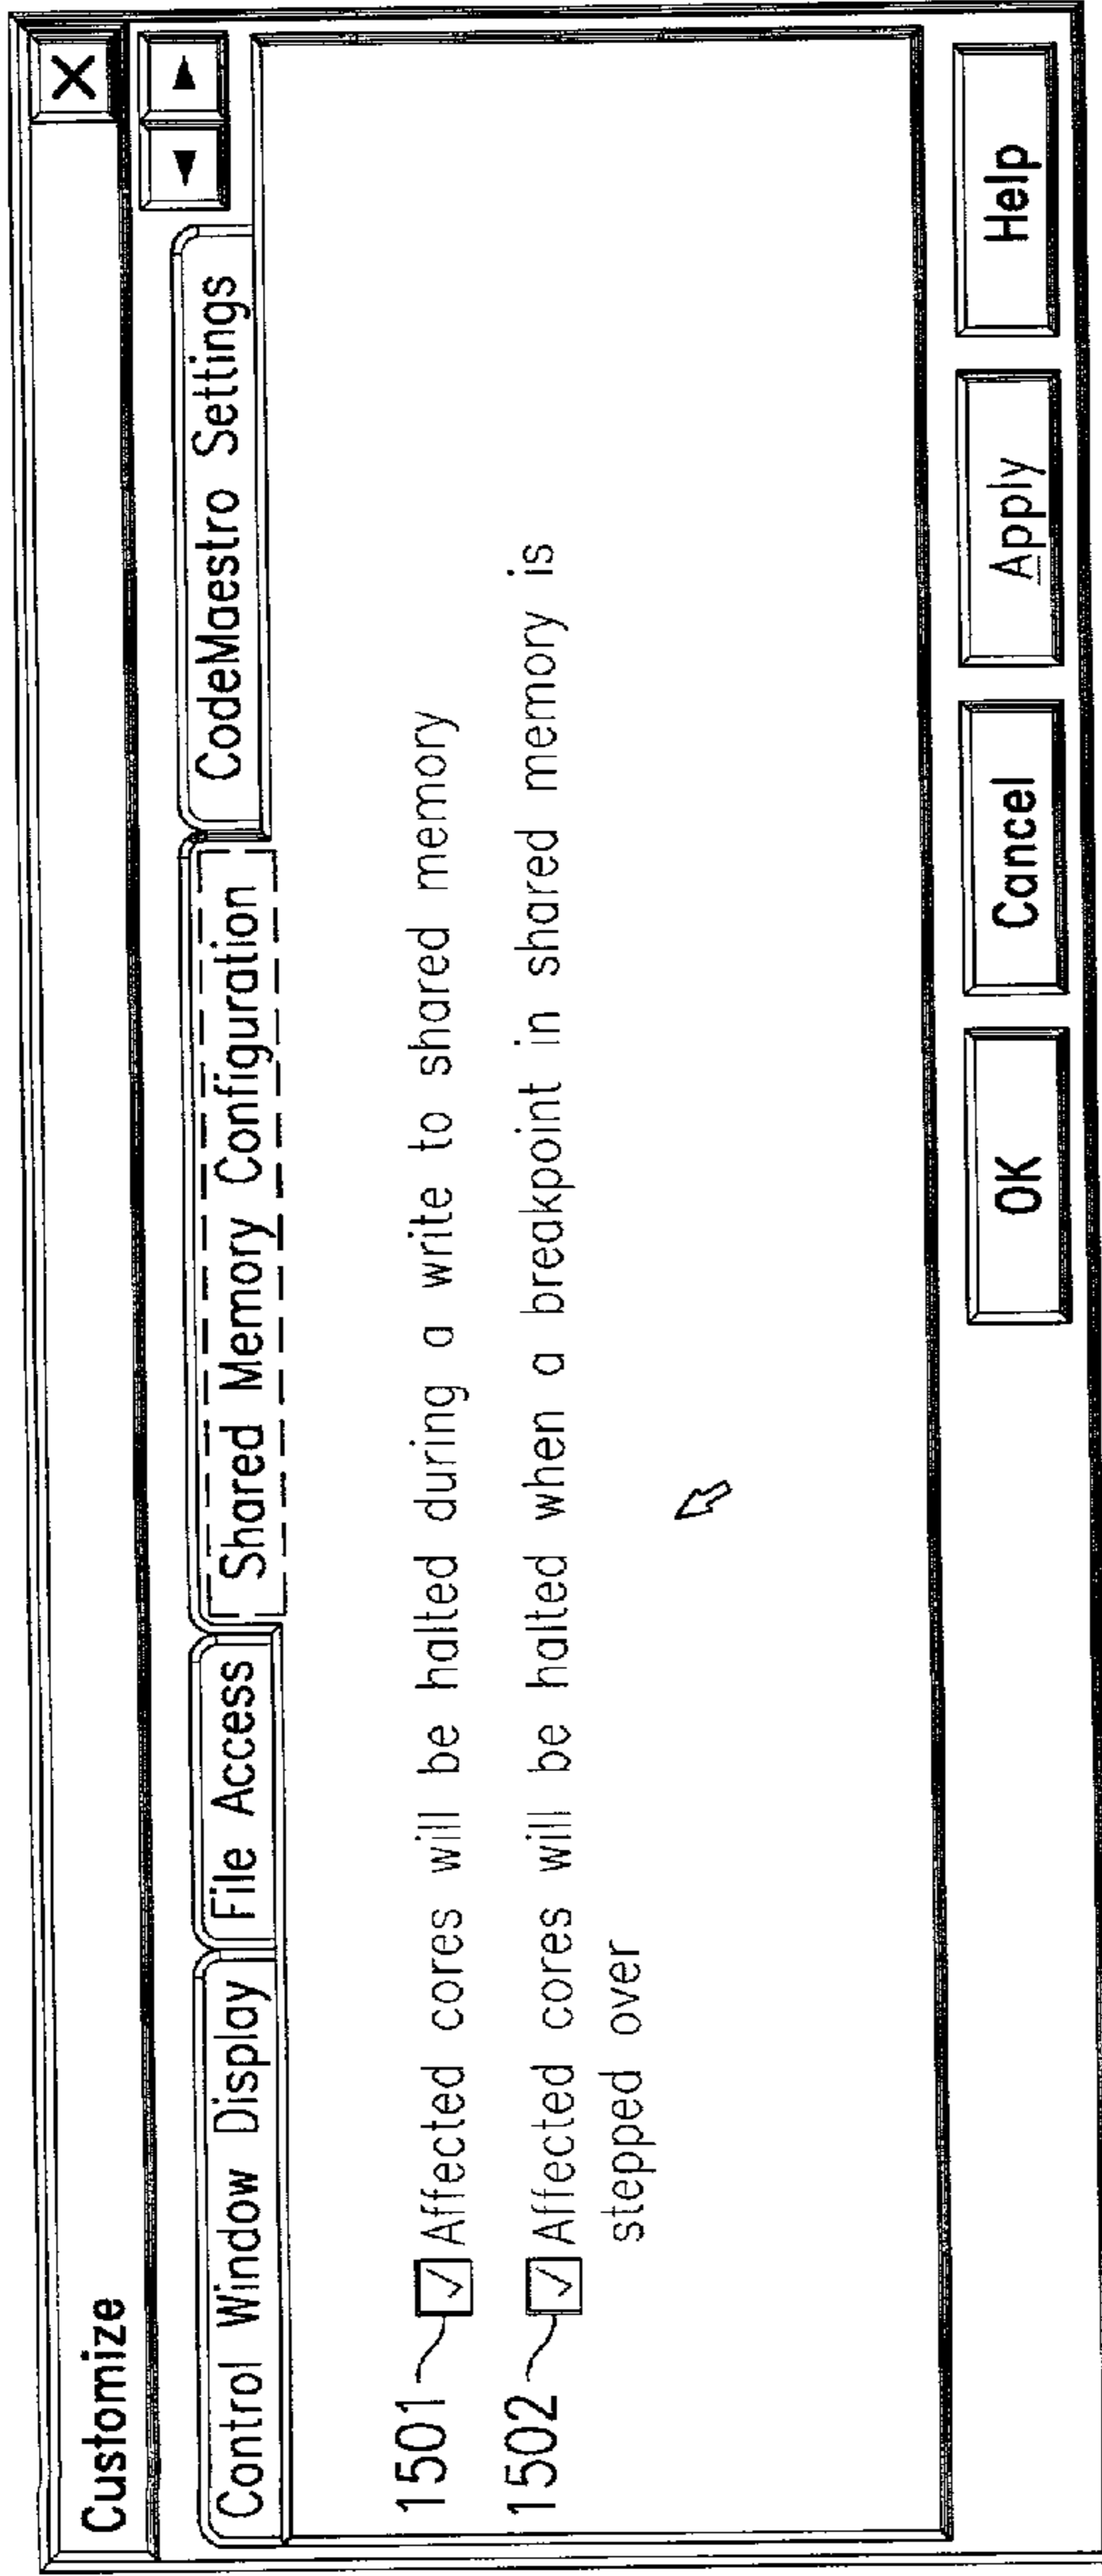 Customize
Control Window Display File Access Shared Memory Configuration CodeMaestro Settings
1501 Affected cores will be halted during a write to shared memory
1502 Affected cores will be halted when a breakpoint in shared memory is
stepped over
OK Cancel Apply Help